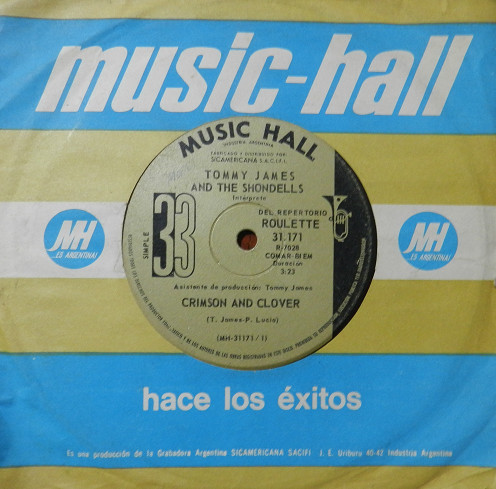 music-hall
MUSIC HALL
INDUSTRIA ARGENTINA
FABRICADO Y DISTRIBUIDO POR:
SICAMERICANA S.A.C.I.F.I.
TOMMY JAMES
AND THE SHONDELLS
Intérprete
DEL REPERTORIO
ROULETTE
31.171
R-7028
COMAR-BIEM
Duración
3:23
SIMPLE
33
Asistente de producción: Tommy James
CRIMSON AND CLOVER
(T. James-P. Lucia)
(MH-31171/1)
MH
...ES ARGENTINA!
MH
...ES ARGENTINA!
hace los éxitos
Es una producción de la Grabadora Argentina SICAMERICANA SACIFI J. E. Uriburu 40-42 Industria Argentina